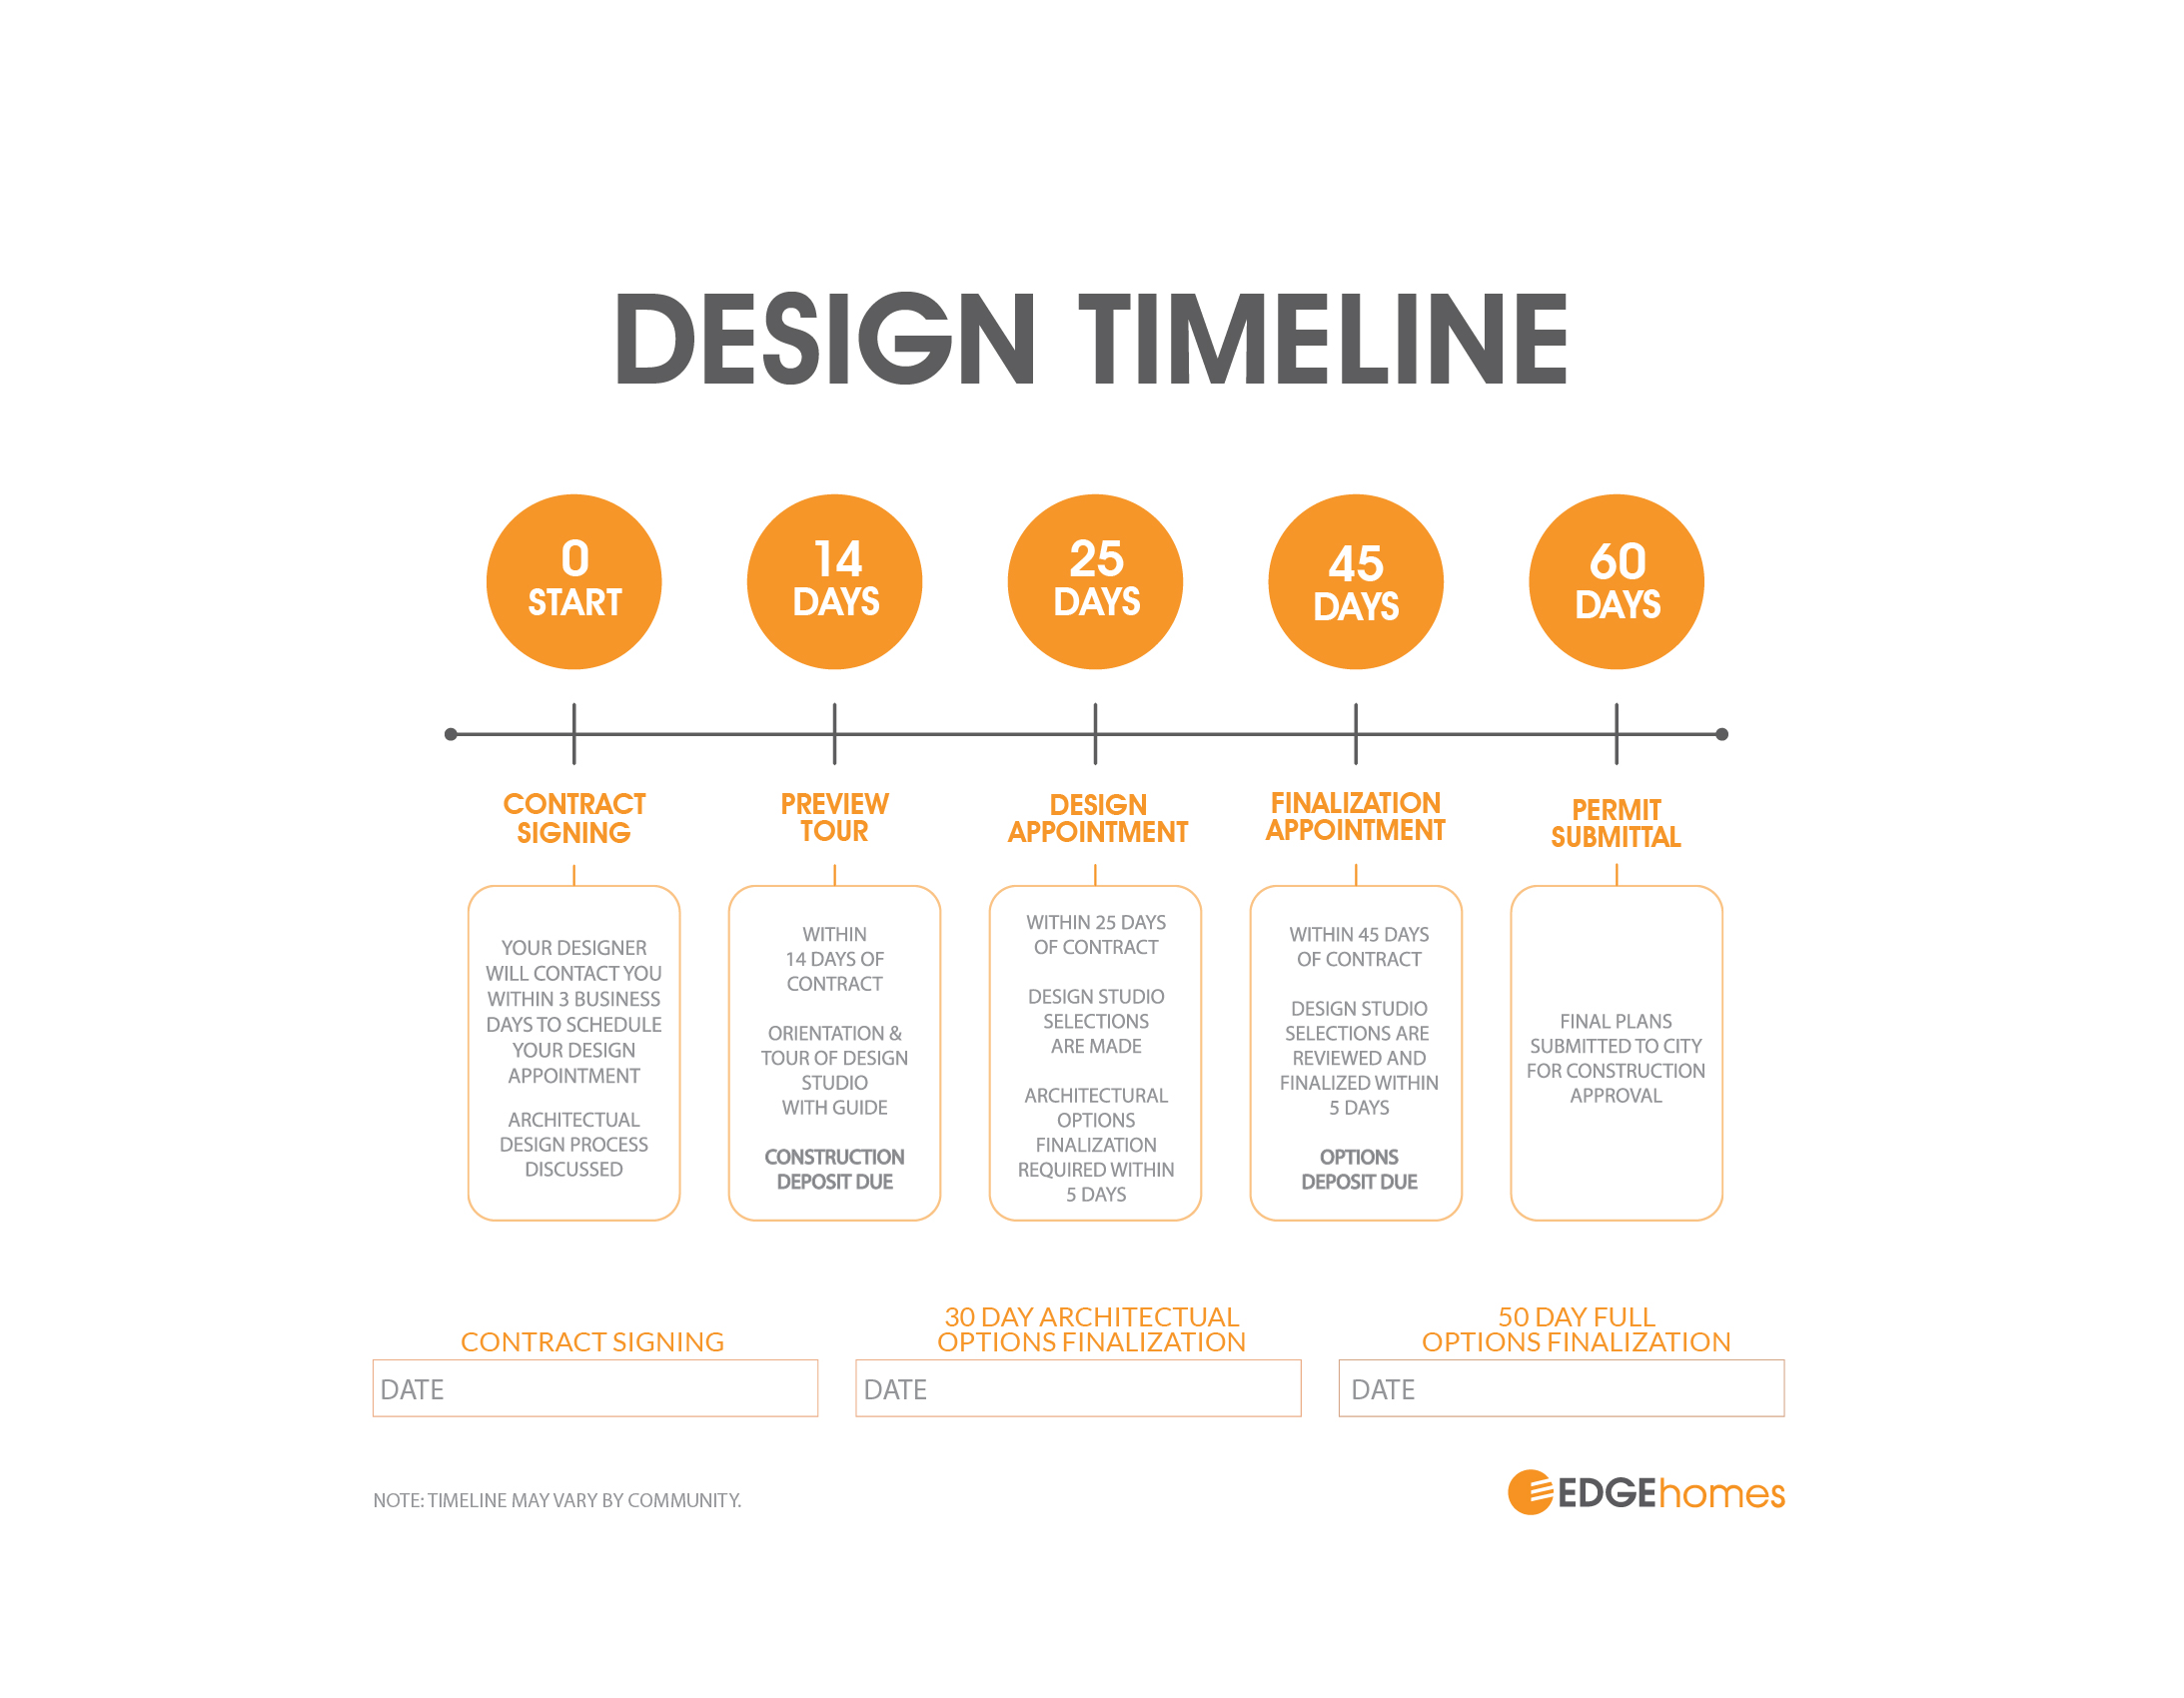 DESIGN TIMELINE
0
START
14
DAYS
25
DAYS
45
DAYS
60
DAYS
CONTRACT
SIGNING
YOUR DESIGNER
WILL CONTACT YOU
WITHIN 3 BUSINESS
DAYS TO SCHEDULE
YOUR DESIGN
APPOINTMENT
ARCHITECTUAL
DESIGN PROCESS
DISCUSSED
PREVIEW
TOUR
WITHIN
14 DAYS OF
CONTRACT
ORIENTATION &
TOUR OF DESIGN
STUDIO
WITH GUIDE
CONSTRUCTION
DEPOSIT DUE
DESIGN
APPOINTMENT
WITHIN 25 DAYS
OF CONTRACT
DESIGN STUDIO
SELECTIONS
ARE MADE
ARCHITECTURAL
OPTIONS
FINALIZATION
REQUIRED WITHIN
5 DAYS
FINALIZATION
APPOINTMENT
WITHIN 45 DAYS
OF CONTRACT
DESIGN STUDIO
SELECTIONS ARE
REVIEWED AND
FINALIZED WITHIN
5 DAYS
OPTIONS
DEPOSIT DUE
PERMIT
SUBMITTAL
FINAL PLANS
SUBMITTED TO CITY
FOR CONSTRUCTION
APPROVAL
CONTRACT SIGNING
DATE
30 DAY ARCHITECTUAL
OPTIONS FINALIZATION
DATE
50 DAY FULL
OPTIONS FINALIZATION
DATE
NOTE: TIMELINE MAY VARY BY COMMUNITY.
EDGEhomes